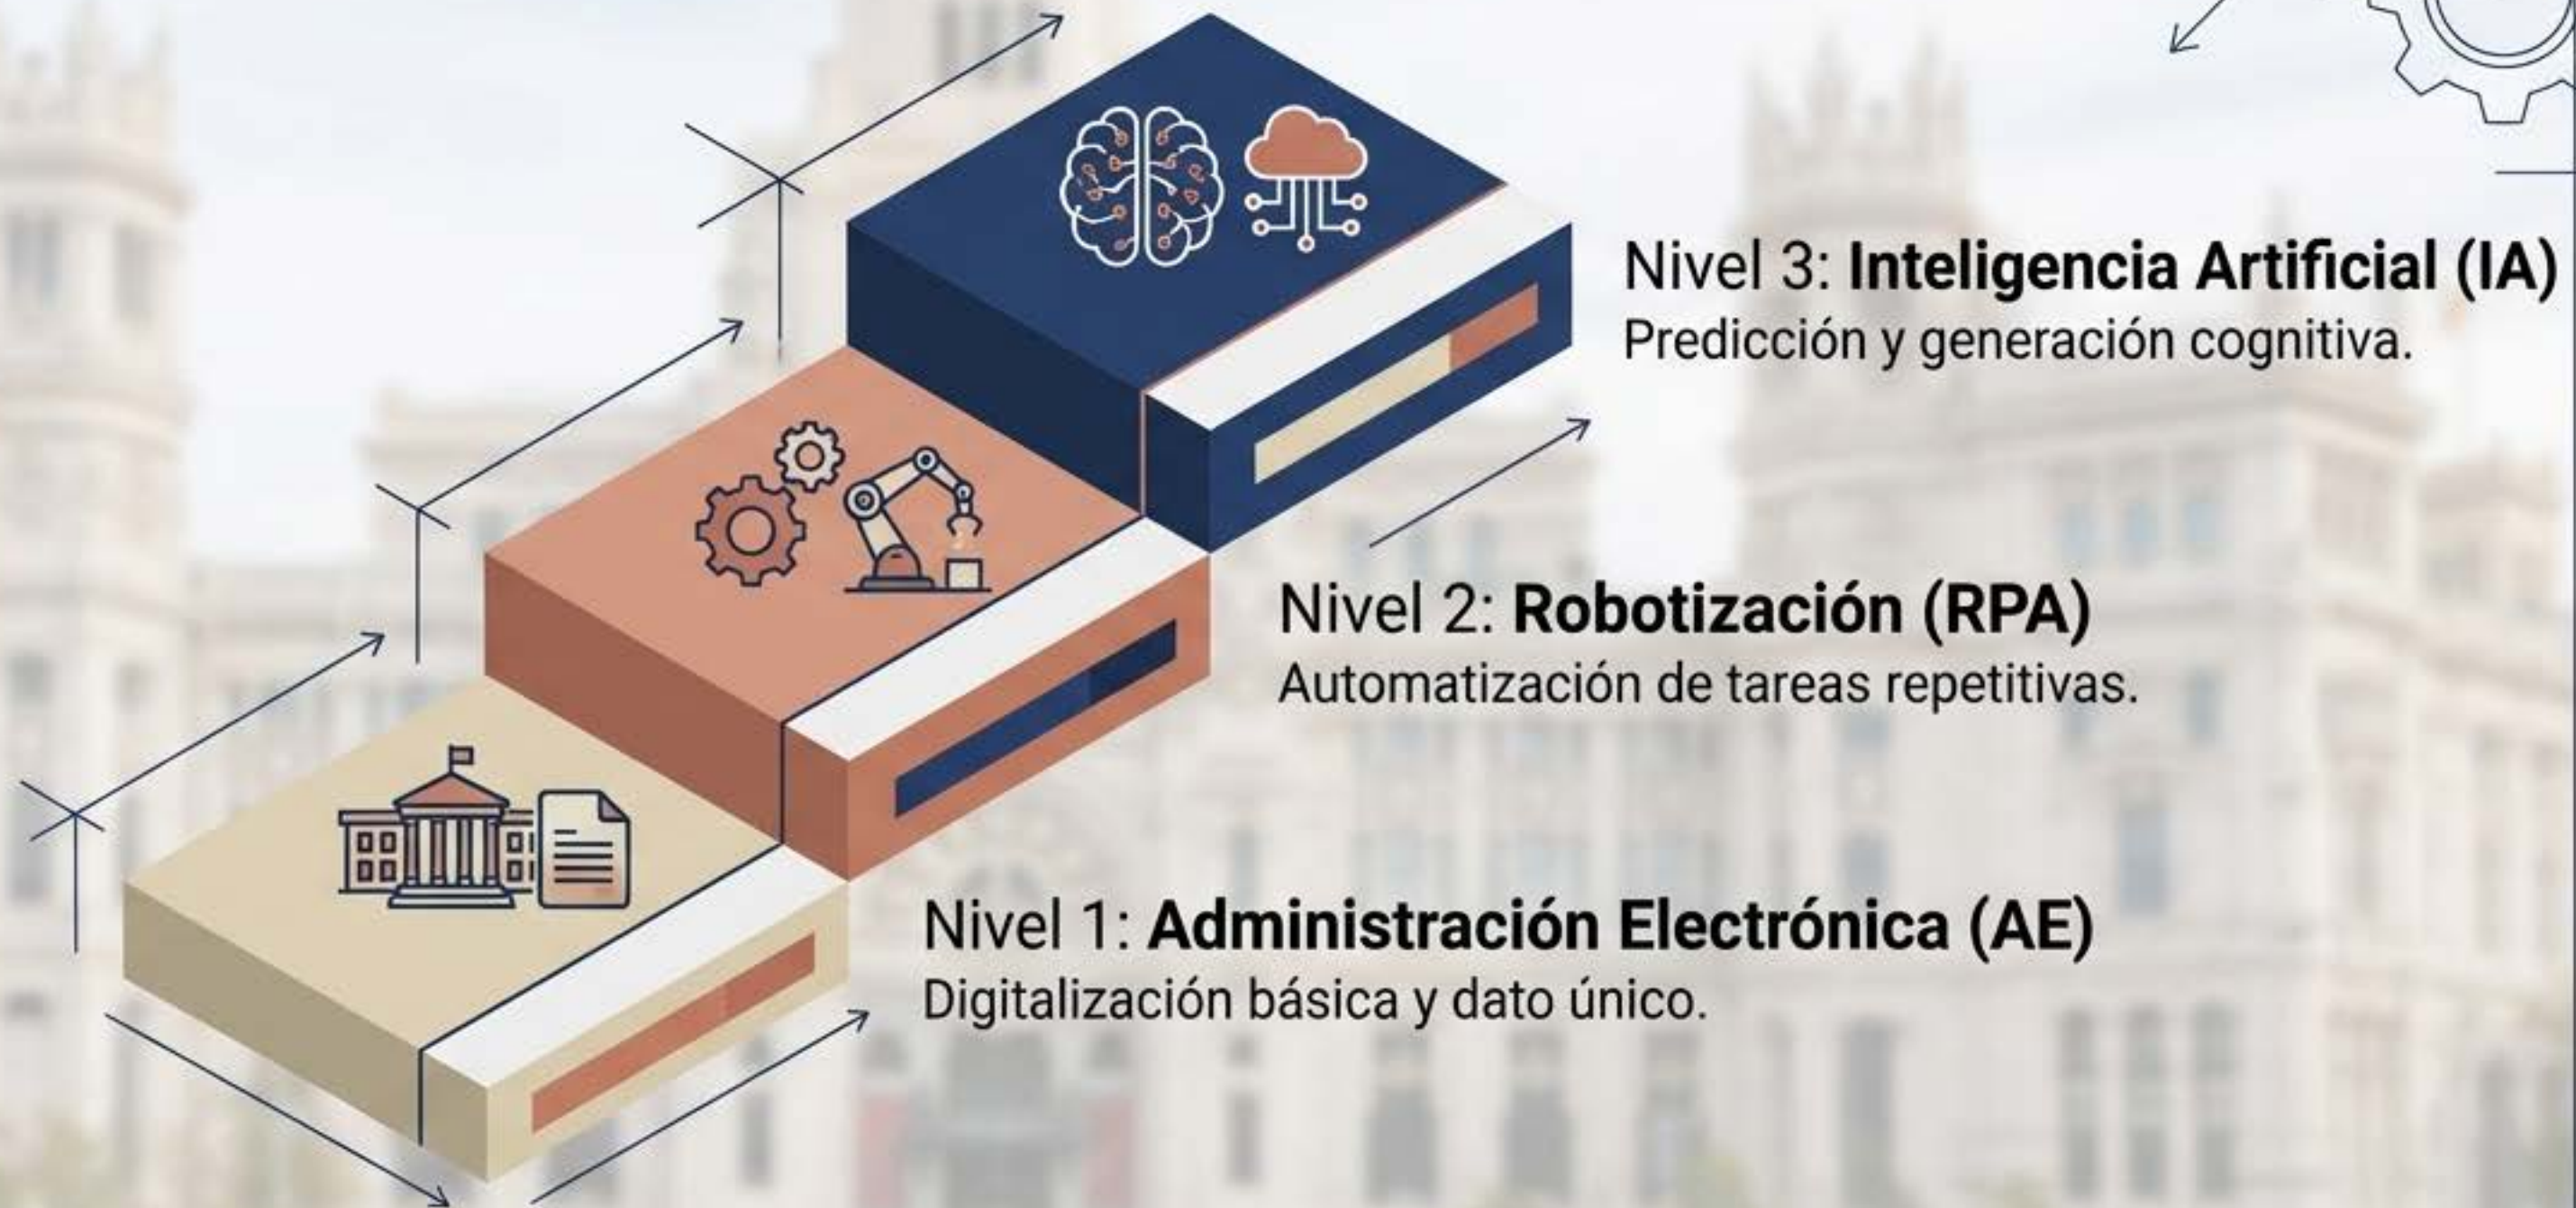 Nivel 3: Inteligencia Artificial (IA)
Predicción y generación cognitiva.
Nivel 2: Robotización (RPA)
Automatización de tareas repetitivas.
Nivel 1: Administración Electrónica (AE)
Digitalización básica y dato único.